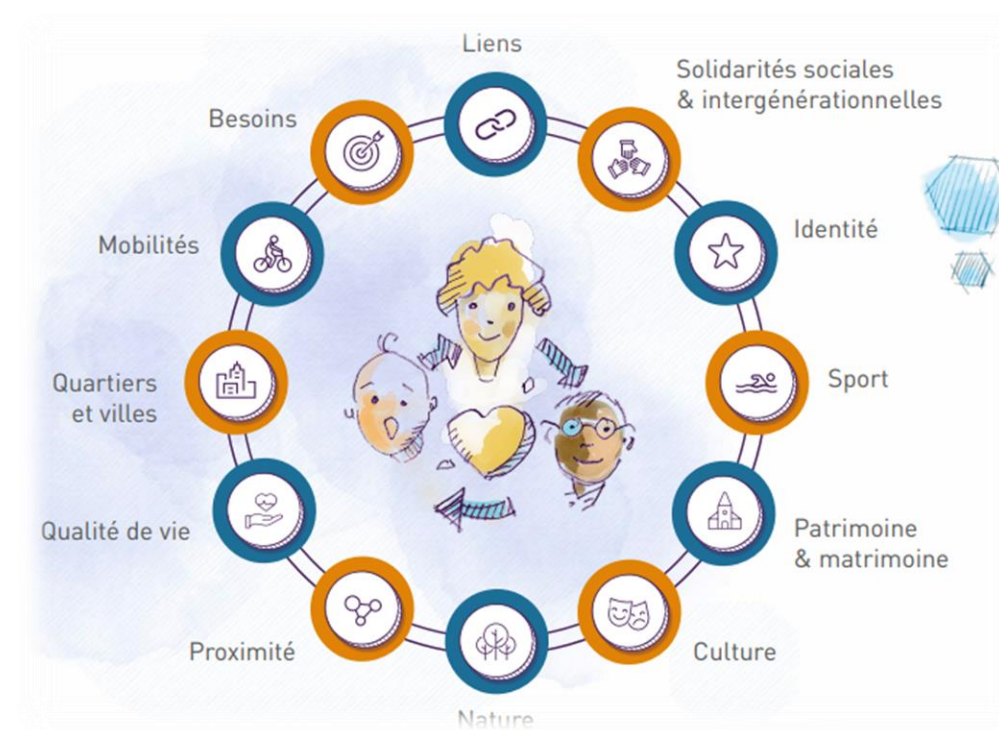 Liens
Solidarités sociales
& intergénérationnelles
Identité
Sport
Patrimoine
& matrimoine
Culture
Nature
Proximité
Qualité de vie
Quartiers
et villes
Mobilités
Besoins